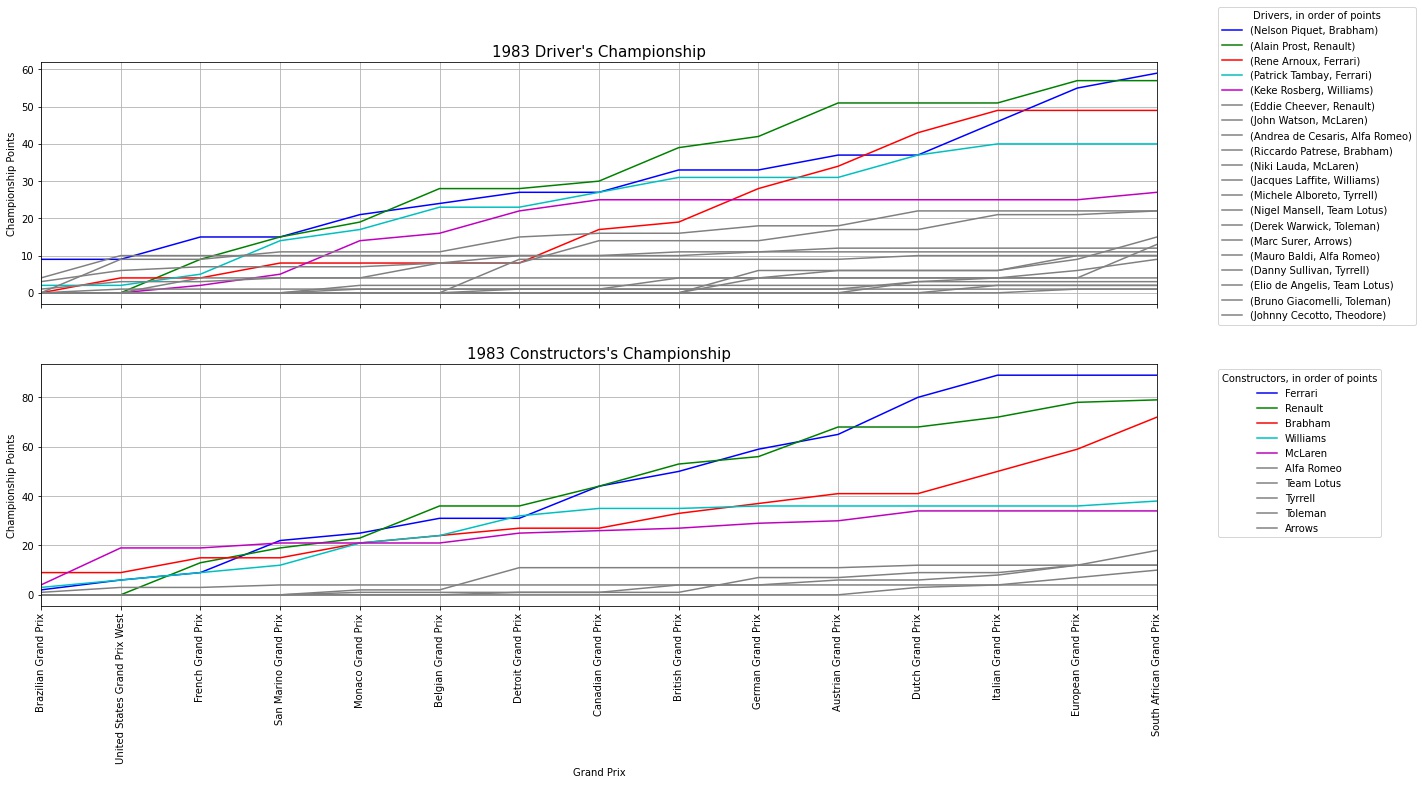 Drivers, in order of points
(Nelson Piquet, Brabham)
(Alain Prost, Renault)
(Rene Arnoux, Ferrari)
(Patrick Tambay, Ferrari)
(Keke Rosberg, Williams)
(Eddie Cheever, Renault)
(John Watson, McLaren)
(Andrea de Cesaris, Alfa Romeo)
(Riccardo Patrese, Brabham)
(Niki Lauda, McLaren)
(Jacques Laffite, Williams)
(Michele Alboreto, Tyrrell)
(Nigel Mansell, Team Lotus)
(Derek Warwick, Toleman)
(Marc Surer, Arrows)
(Mauro Baldi, Alfa Romeo)
(Danny Sullivan, Tyrrell)
(Elio de Angelis, Team Lotus)
(Bruno Giacomelli, Toleman)
(Johnny Cecotto, Theodore)
1983 Driver's Championship
Championship Points
60
50
40
30
20
10
0
1983 Constructors's Championship
Championship Points
80
60
40
20
0
Constructors, in order of points
Ferrari
Renault
Brabham
Williams
McLaren
Alfa Romeo
Team Lotus
Tyrrell
Toleman
Arrows
Brazilian Grand Prix
United States Grand Prix West
French Grand Prix
San Marino Grand Prix
Monaco Grand Prix
Belgian Grand Prix
Detroit Grand Prix
Canadian Grand Prix
British Grand Prix
German Grand Prix
Austrian Grand Prix
Dutch Grand Prix
Italian Grand Prix
European Grand Prix
South African Grand Prix
Grand Prix